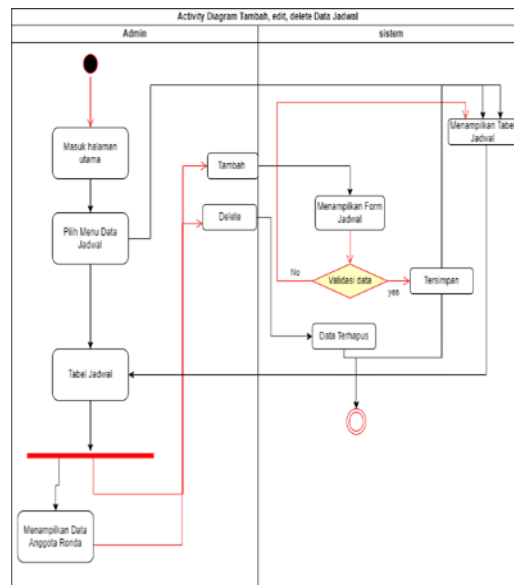 Activity Diagram Tambah, edit, delete Data Jadwal
Admin
sistem
Masuk halaman
utama
Pilih Menu Data
Jadwal
Tabel Jadwal
Menampilkan Data
Anggota Ronda
Tambah
Delete
Menampilkan Tabel
Jadwal
Menampilkan Form
Jadwal
No
Validasi data
yes
Tersimpan
Data Terhapus